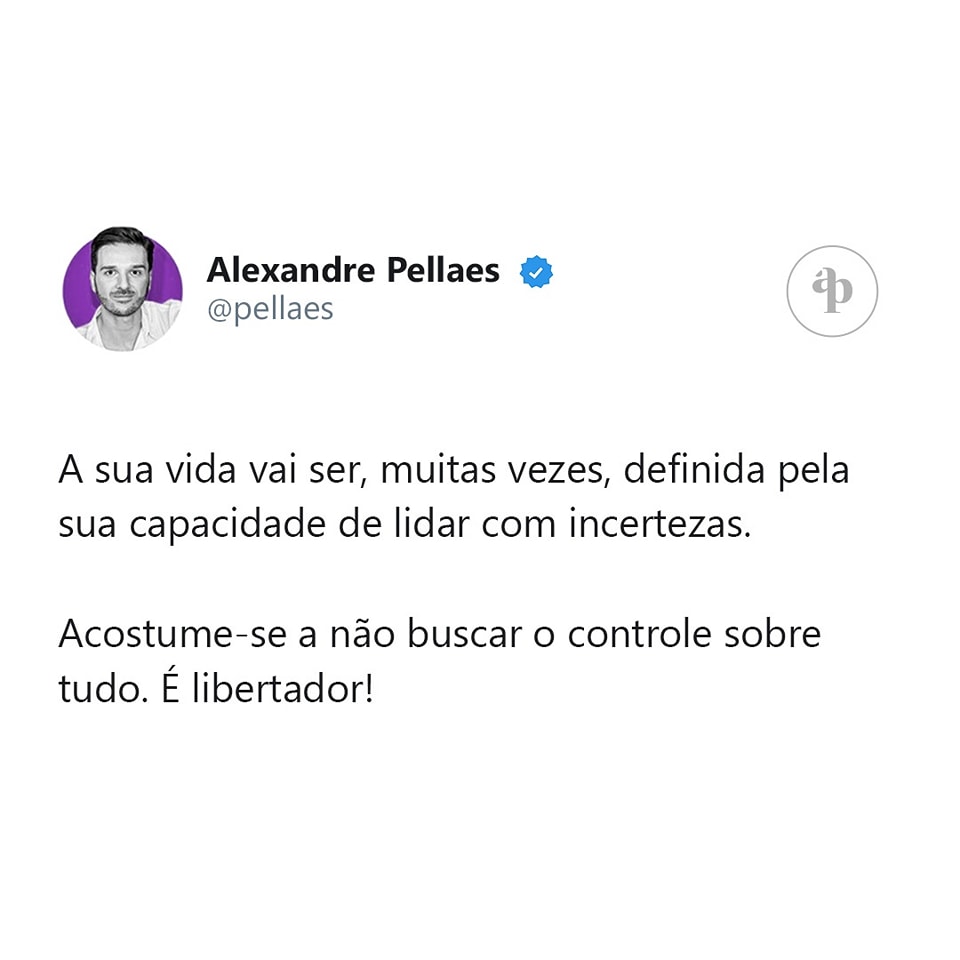 Alexandre Pellaes
@pellaes
ap
A sua vida vai ser, muitas vezes, definida pela
sua capacidade de lidar com incertezas.
Acostume-se a não buscar o controle sobre
tudo. É libertador!